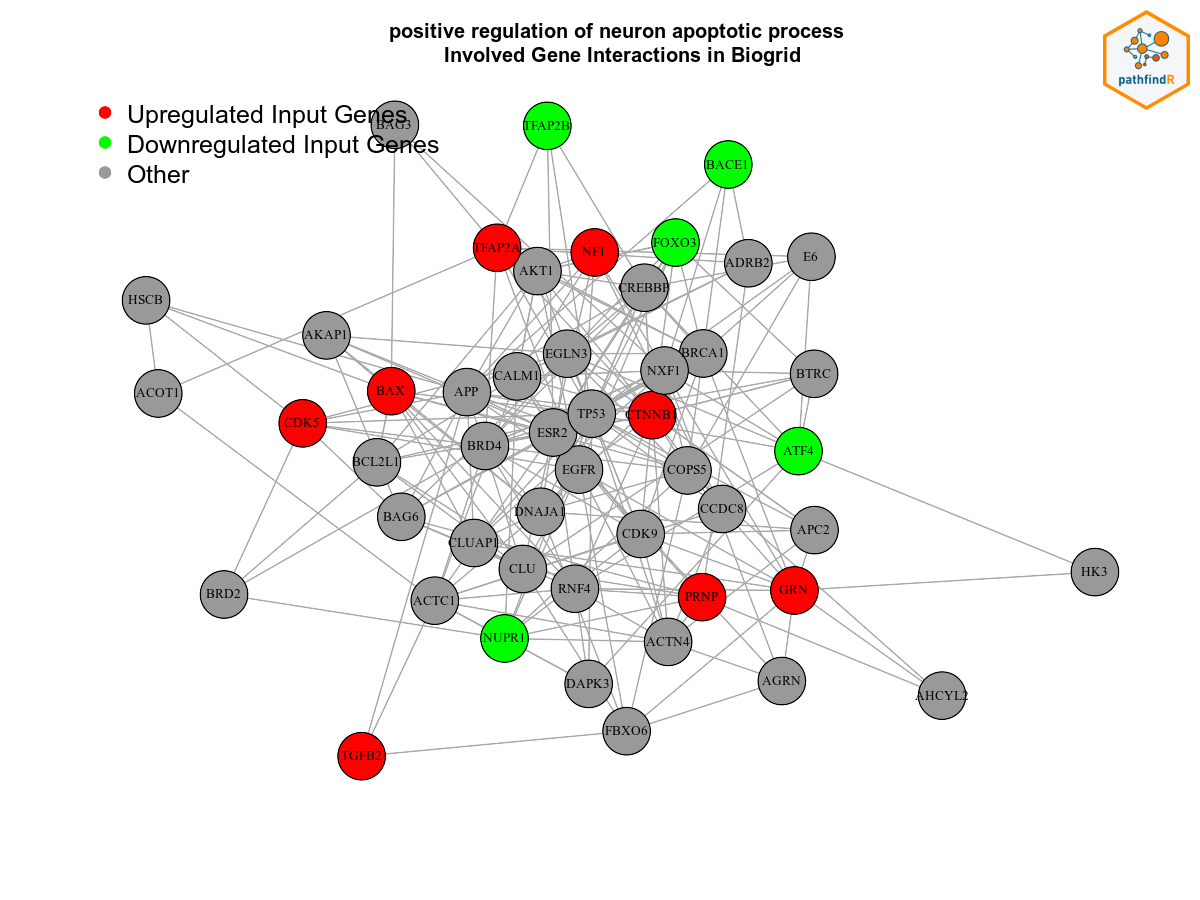 positive regulation of neuron apoptotic process
Involved Gene Interactions in Biogrid
pathfindR
Upregulated Input Genes
Downregulated Input Genes
Other
BAG3
TFAP2B
BACE1
TFAP2A
NF1
FOXO3
AKT1
ADRB2
E6
CREBBP
HSCB
AKAP1
EGLN3
BRCA1
NXF1
BTRC
CALM1
ACOT1
BAX
APP
CDK5
TP53
CTNNB1
ESR2
BRD4
ATF4
BCL2L1
EGFR
COPS5
BAG6
DNAJA1
CCDC8
CLUAP1
CDK9
APC2
CLU
HK3
BRD2
ACTC1
RNF4
PRNP
GRN
NUPR1
ACTN4
DAPK3
AGRN
AHCYL2
FBXO6
TGFB2